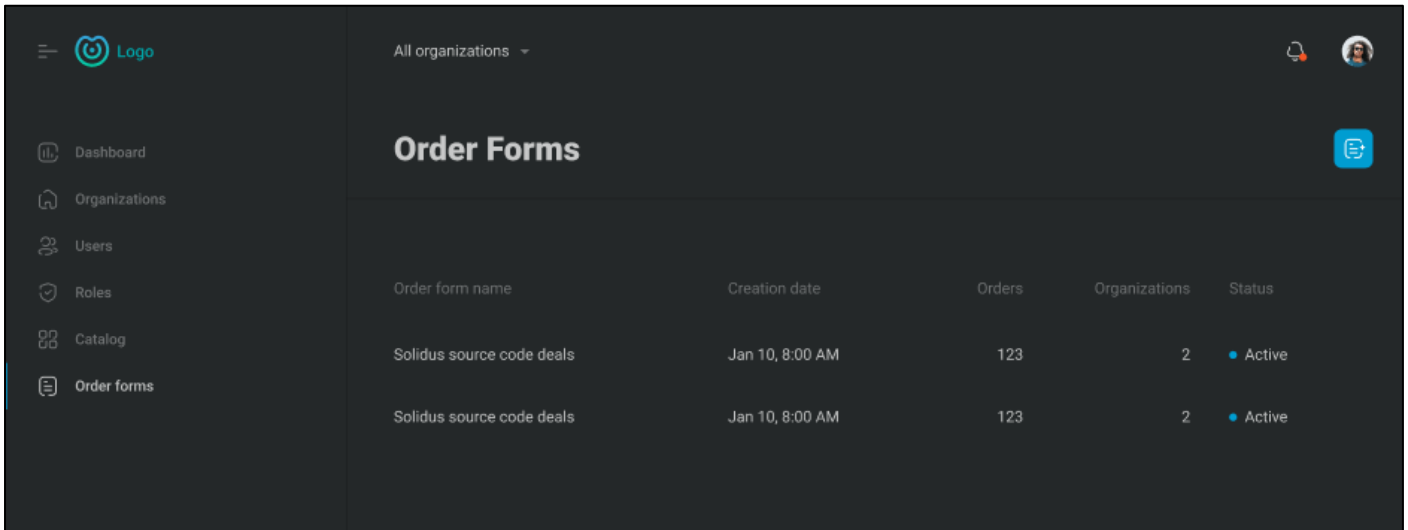 Logo
All organizations
Order Forms
Dashboard
Organizations
Users
Roles
Catalog
Order forms
Order form name Creation date Orders Organizations Status
Solidus source code deals Jan 10, 8:00 AM 123 2 Active
Solidus source code deals Jan 10, 8:00 AM 123 2 Active